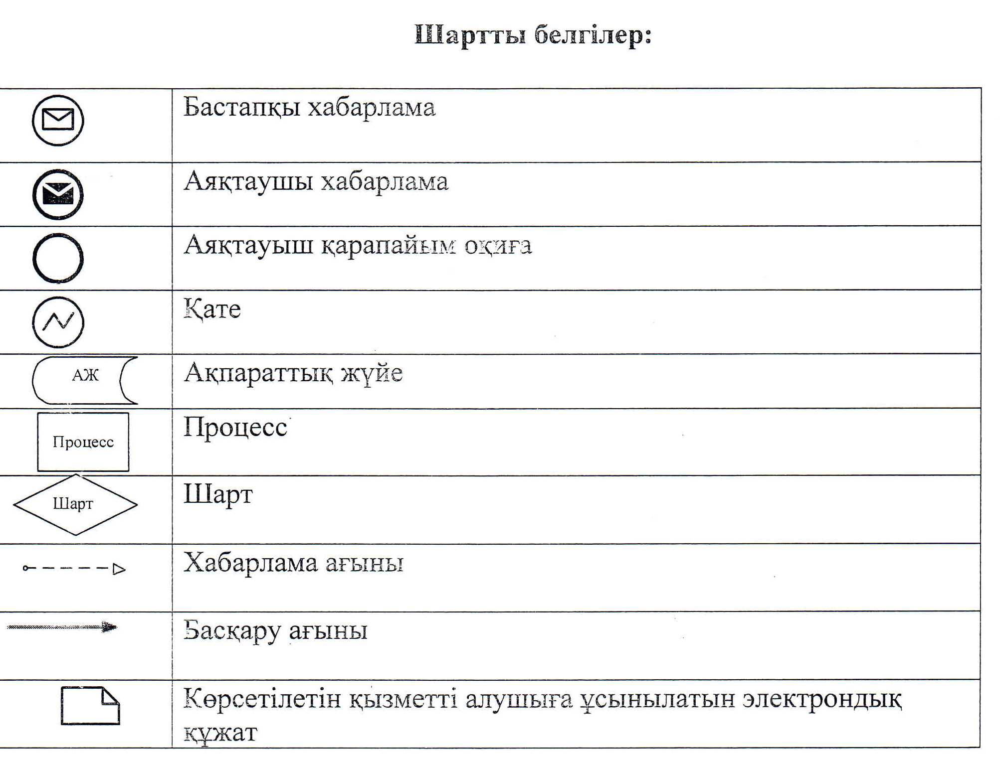 Шартты белгілер:
Бастапқы хабарлама
Аяқтаушы хабарлама
Аяқтауыш қарапайым оқиға
Қате
АЖ
Ақпараттық жүйе
Процесс
Процесс
Шарт
Шарт
Хабарлама ағыны
Басқару ағыны
Көрсетілетін қызметті алушыға ұсынылатын электрондық
құжат